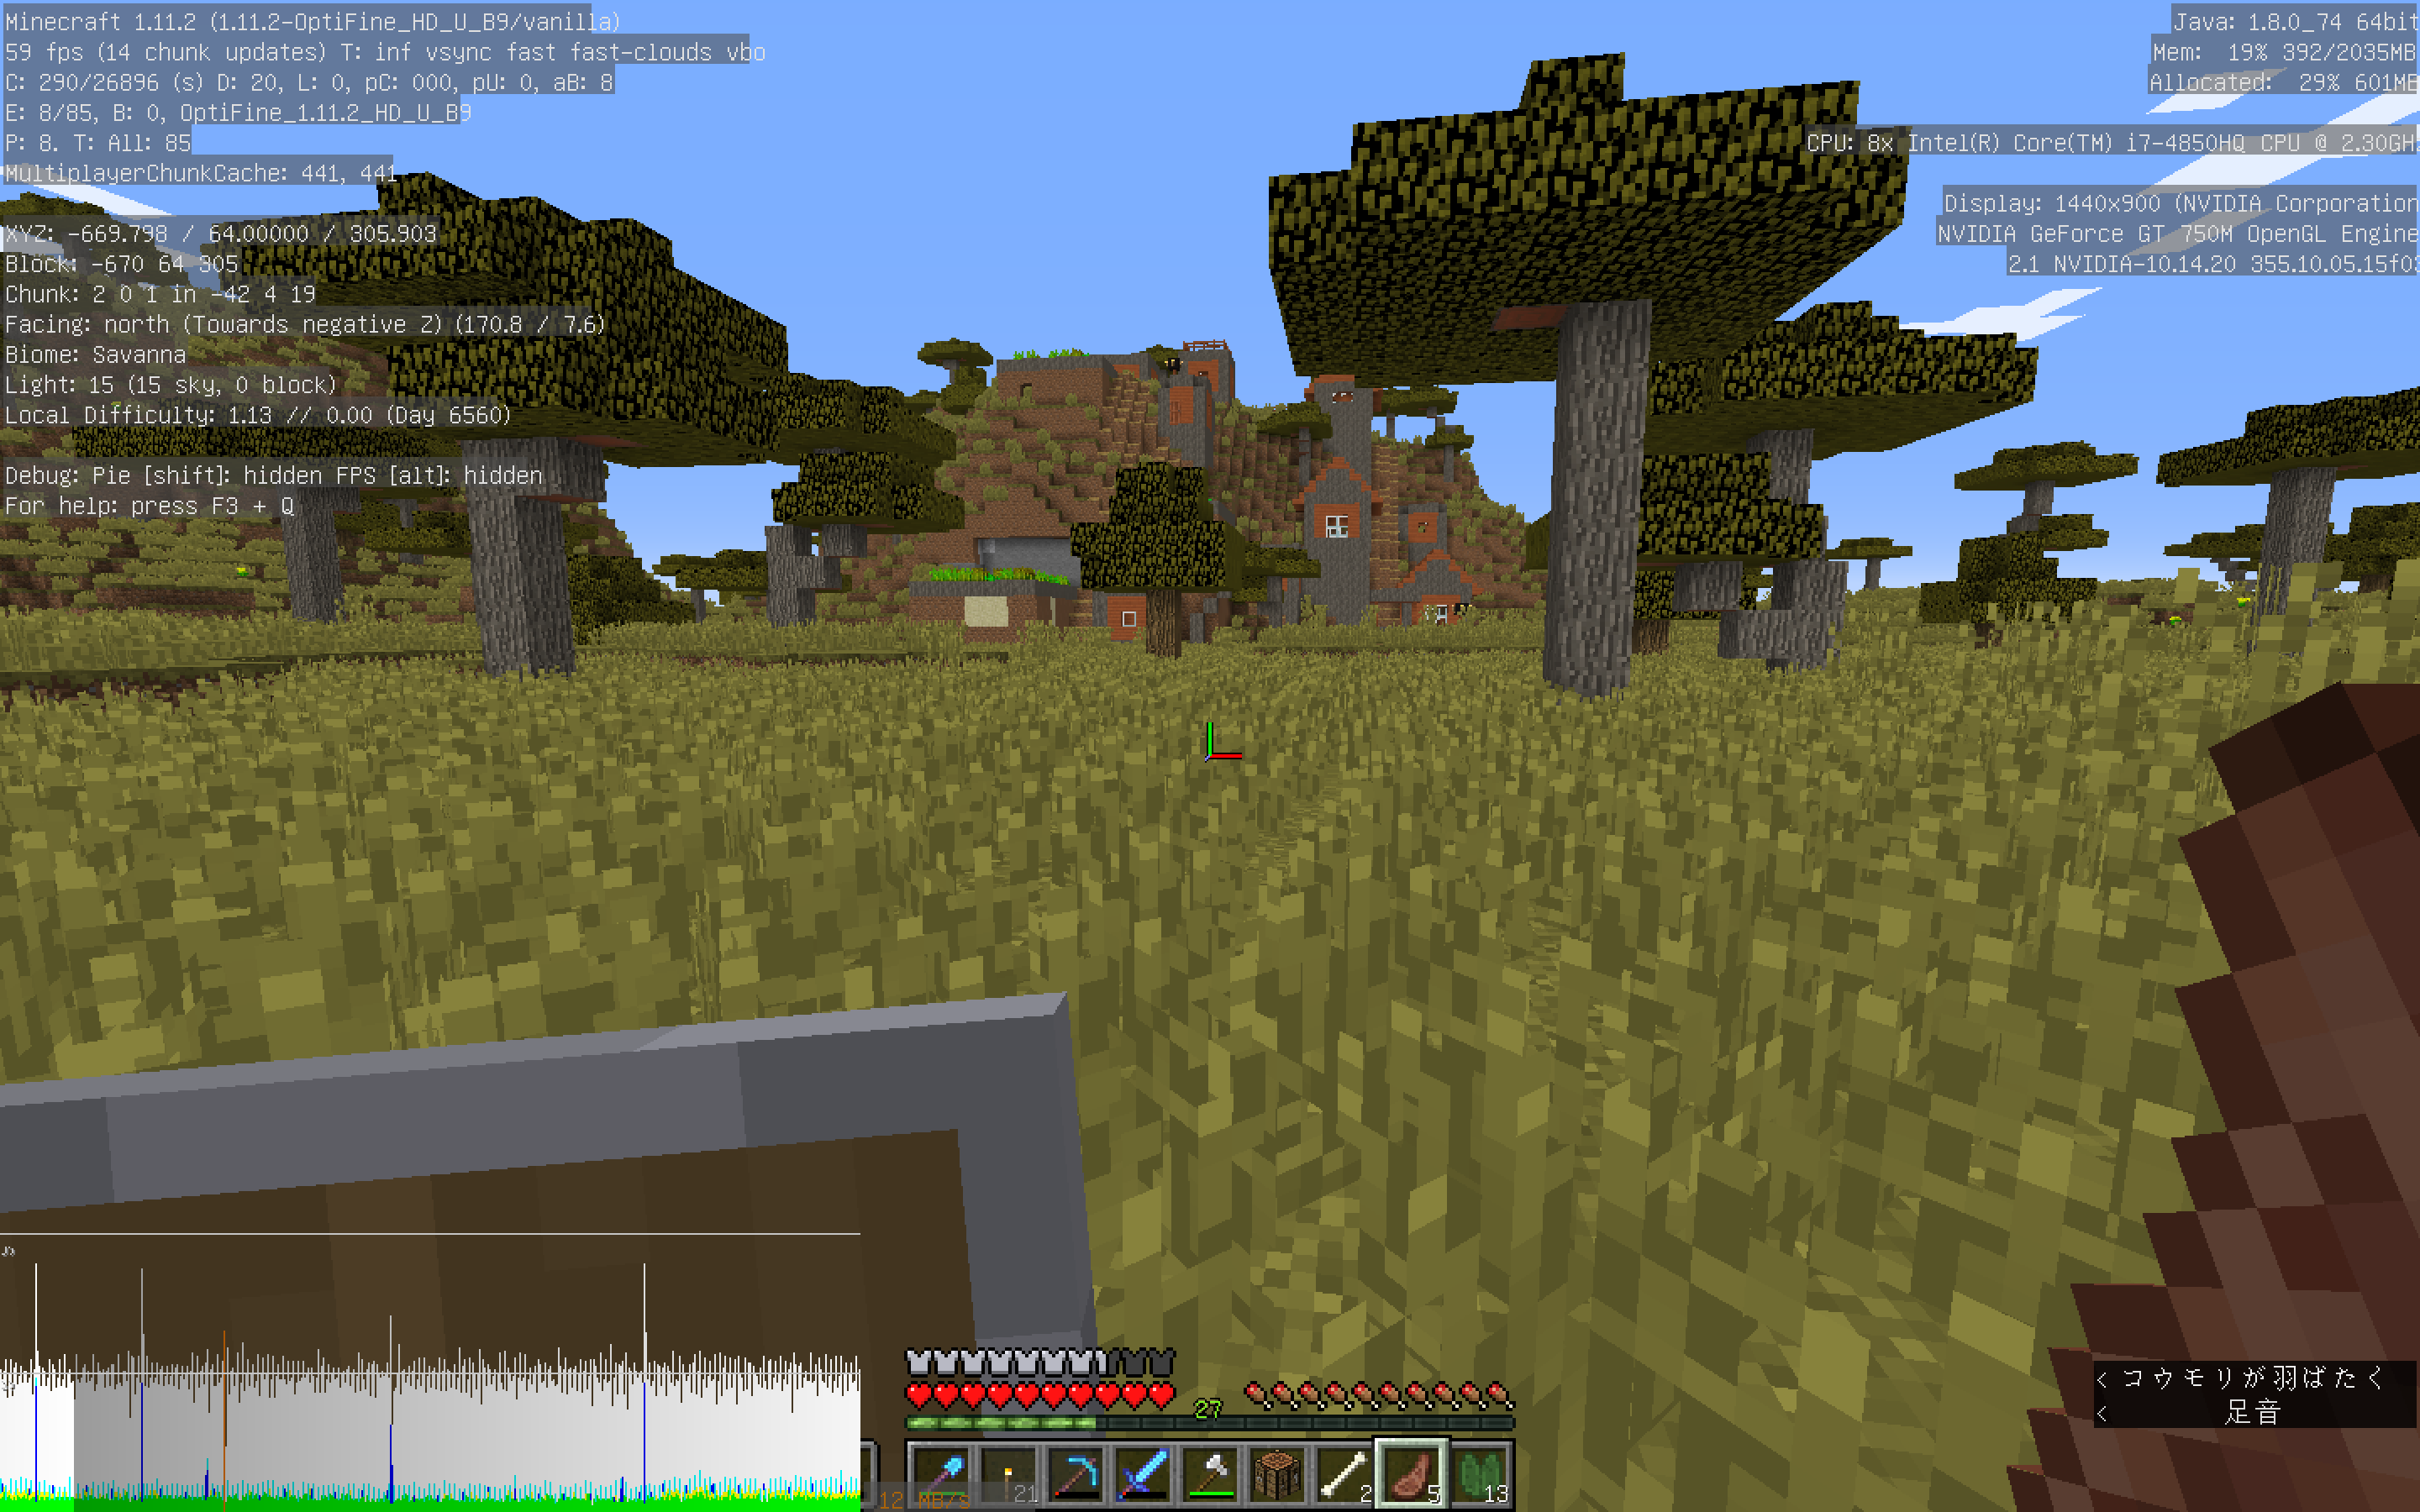 Minecraft 1.11.2 (1.11.2-OptiFine_HD_U_B9/vanilla)
59 fps (14 chunk updates) T: inf vsync fast fast-clouds vbo
C: 290/26896 (s) D: 20, L: 0, pC: 000, pU: 0, aB: 8
E: 8/85, B: 0, OptiFine_1.11.2_HD_U_B9
P: 8. T: All: 85
MultiplayerChunkCache: 441, 441
XYZ: -669.798 / 64.00000 / 305.903
Block: -670 64 305
Chunk: 2 0 1 in -42 4 19
Facing: north (Towards negative Z) (170.8 / 7.6)
Biome: Savanna
Light: 15 (15 sky, 0 block)
Local Difficulty: 1.13 // 0.00 (Day 6560)
Debug: Pie [shift]: hidden FPS [alt]: hidden
For help: press F3 + Q
Java: 1.8.0_74 64bit
Mem: 19% 392/2035MB
Allocated: 29% 601MB
CPU: 8x Intel(R) Core(TM) i7-4850HQ CPU @ 2.30GH
Display: 1440x900 (NVIDIA Corporation
NVIDIA GeForce GT 750M OpenGL Engine
2.1 NVIDIA-10.14.20 355.10.05.15f03
< コウモリが羽ばたく
< 足音
27
12 MB/s
21
2
5
13